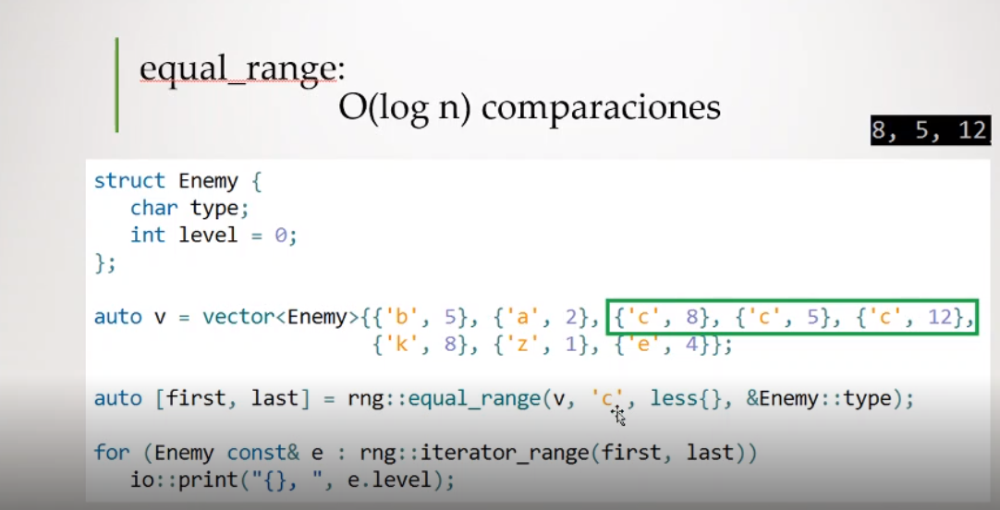 equal_range:
O(log n) comparaciones
8, 5, 12
struct Enemy {
char type;
int level = 0;
};
auto v = vector<Enemy>{{'b', 5}, {'a', 2}, {'c', 8}, {'c', 5}, {'c', 12},
{'k', 8}, {'z', 1}, {'e', 4}};
auto [first, last] = rng::equal_range(v, 'c', less{}, &Enemy::type);
for (Enemy const& e : rng::iterator_range(first, last))
io::print("{}, ", e.level);